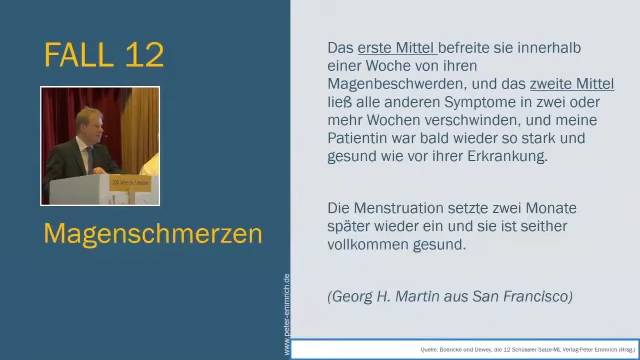 FALL 12
Magenschmerzen
Das erste Mittel befreite sie innerhalb
einer Woche von ihren
Magenbeschwerden, und das zweite Mittel
ließ alle anderen Symptome in zwei oder
mehr Wochen verschwinden, und meine
Patientin war bald wieder so stark und
gesund wie vor ihrer Erkrankung.
Die Menstruation setzte zwei Monate
später wieder ein und sie ist seither
vollkommen gesund.
(Georg H. Martin aus San Francisco)
www.peter-emmrich.de
Quelle: Boericke und Dewey, die 12 Schüssler Salze-ML Verlag-Peter Emmrich (Hrsg.)